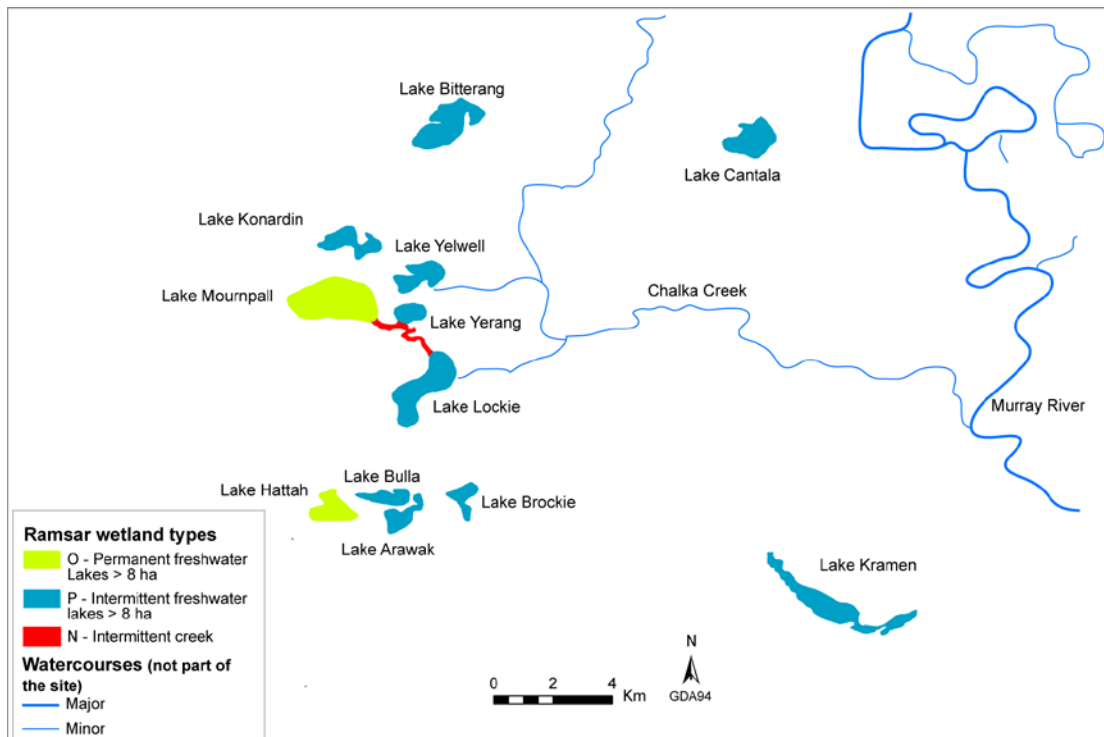 Lake Bitterang
Lake Cantala
Lake Konardin
Lake Yelwell
Lake Mournpall
Chalka Creek
Lake Yerang
Lake Lockie
Murray River
Lake Hattah
Lake Bulla
Lake Brockie
Lake Arawak
Lake Kramen
Ramsar wetland types
O - Permanent freshwater
Lakes > 8 ha
P - Intermittent freshwater
lakes > 8 ha
N - Intermittent creek
Watercourses (not part of
the site)
Major
Minor
N
GDA94
0 2 4
Km